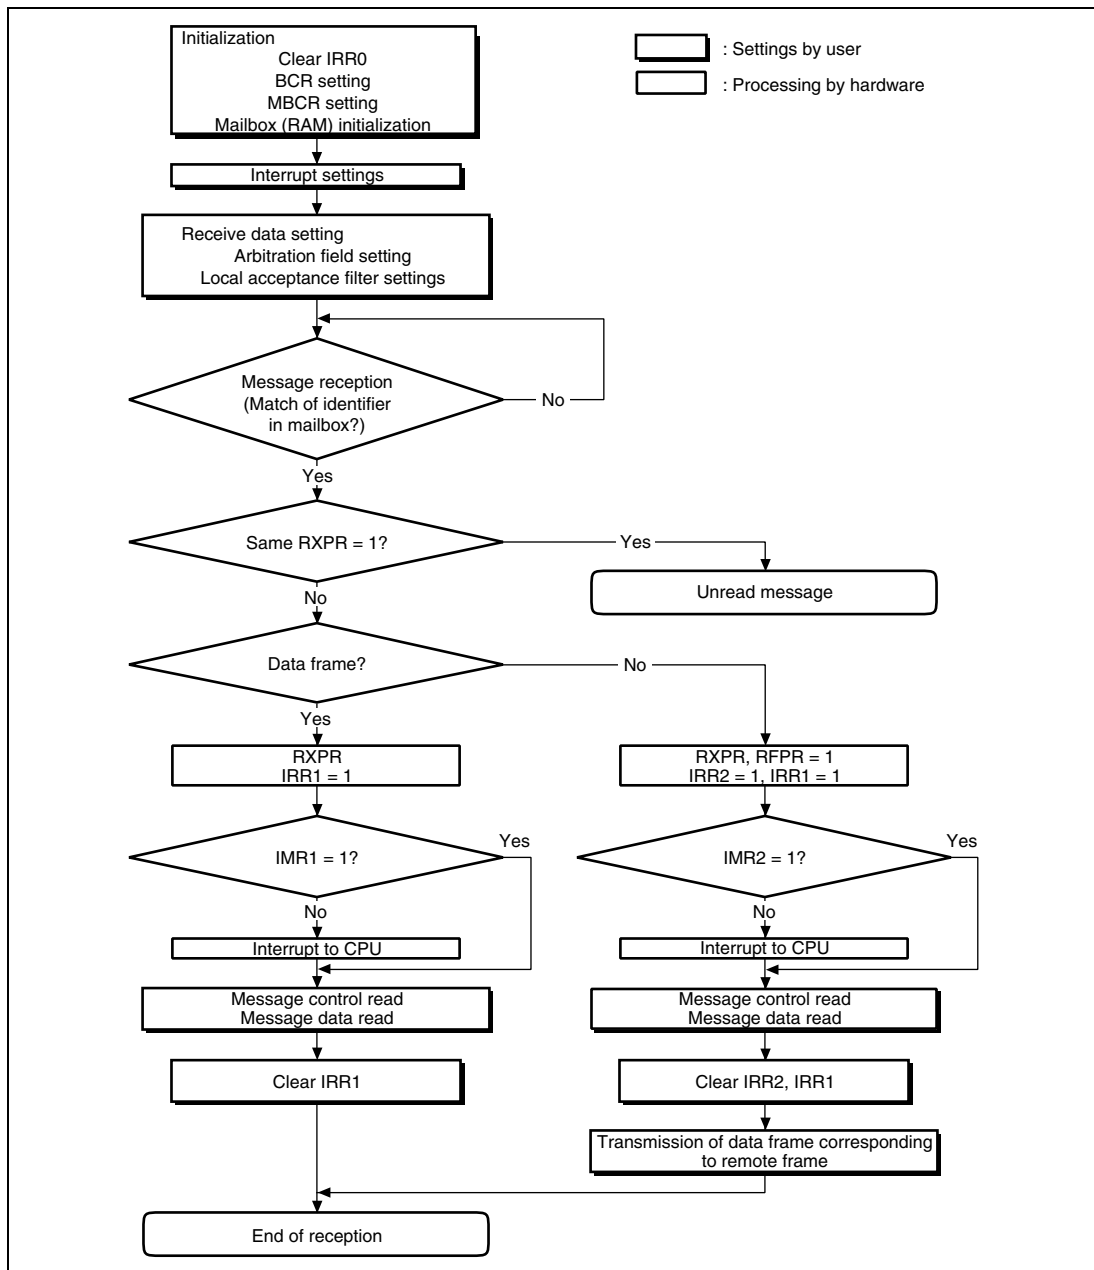 Initialization
Clear IRR0
BCR setting
MBCR setting
Mailbox (RAM) initialization
: Settings by user
: Processing by hardware
Interrupt settings
Receive data setting
Arbitration field setting
Local acceptance filter settings
Message reception
(Match of identifier
in mailbox?)
No
Yes
Same RXPR = 1?
Yes
Unread message
No
Data frame?
No
Yes
RXPR
IRR1 = 1
RXPR, RFPR = 1
IRR2 = 1, IRR1 = 1
IMR1 = 1?
Yes
IMR2 = 1?
Yes
No
No
Interrupt to CPU
Interrupt to CPU
Message control read
Message data read
Message control read
Message data read
Clear IRR1
Clear IRR2, IRR1
Transmission of data frame corresponding
to remote frame
End of reception